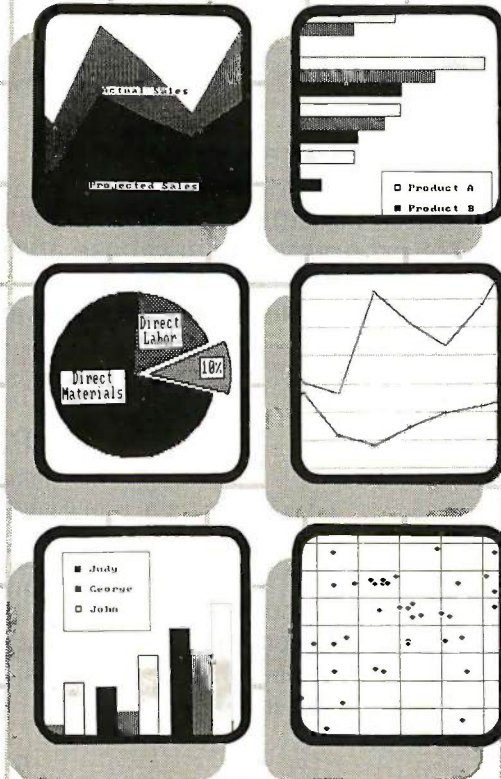 Actual Sales
Projected Sales
Product A
Product B
Direct
Labor
10%
Direct
Materials
Judy
George
John